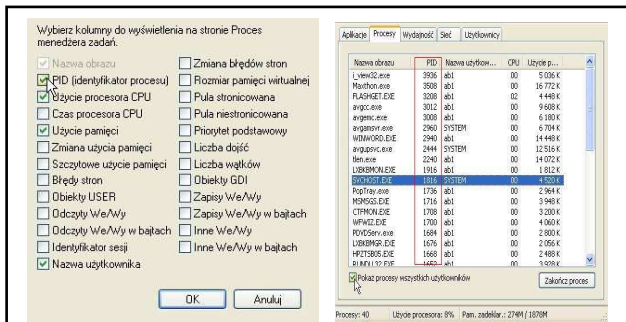 Wybierz kolumny do wyświetlenia na stronie Proces
menedżera zadań.
Nazwa obrazu
PID (identyfikator procesu)
Użycie procesora CPU
Czas procesora CPU
Użycie pamięci
Zmiana użycia pamięci
Szczytowe użycie pamięci
Błędy stron
Obiekty USER
Odczyty We/Wy
Odczyty We/Wy w bajtach
Identyfikator sesji
Nazwa użytkownika
Zmiana błędów stron
Rozmiar pamięci wirtualnej
Pula stronicowana
Pula niestronicowana
Priorytet podstawowy
Liczba dojść
Liczba wątków
Obiekty GDI
Zapisy We/Wy
Zapisy We/Wy w bajtach
Inne We/Wy
Inne We/Wy w bajtach
OK Anuluj
Aplikacje Procesy Wydajność Sieć Użytkownicy
Nazwa obrazu PID Nazwa użytkow... CPU Użycie p...
i_view32.exe 3936 ab1 00 5 036 K
Maxthon.exe 3508 ab1 00 16 772 K
FLASHGET.EXE 3208 ab1 02 4 448 K
avgcc.exe 3012 ab1 00 9 608 K
avgemc.exe 3008 ab1 00 6 180 K
avgamsvr.exe 2960 SYSTEM 00 6 704 K
WINWORD.EXE 2940 ab1 00 14 448 K
avgupsvc.exe 2444 SYSTEM 00 12 516 K
tlen.exe 2240 ab1 00 14 072 K
LXBKBMON.EXE 1916 ab1 00 1 812 K
SVCHOST.EXE 1816 SYSTEM 00 4 520 K
PopTray.exe 1736 ab1 00 2 964 K
MSMSGS.EXE 1716 ab1 00 3 948 K
CTFMON.EXE 1708 ab1 00 3 200 K
WFWIZ.EXE 1700 ab1 00 4 060 K
PDVDServ.exe 1684 ab1 00 2 800 K
LXBKBMGR.EXE 1676 ab1 00 2 056 K
HPZTSB05.EXE 1668 ab1 00 2 488 K
RUNDLL32.EXE 1652 ab1 00 3 928 K
Pokaż procesy wszystkich użytkowników
Zakończ proces
Procesy: 40 Użycie procesora: 8% Pam. zadeklar.: 274M / 1878M